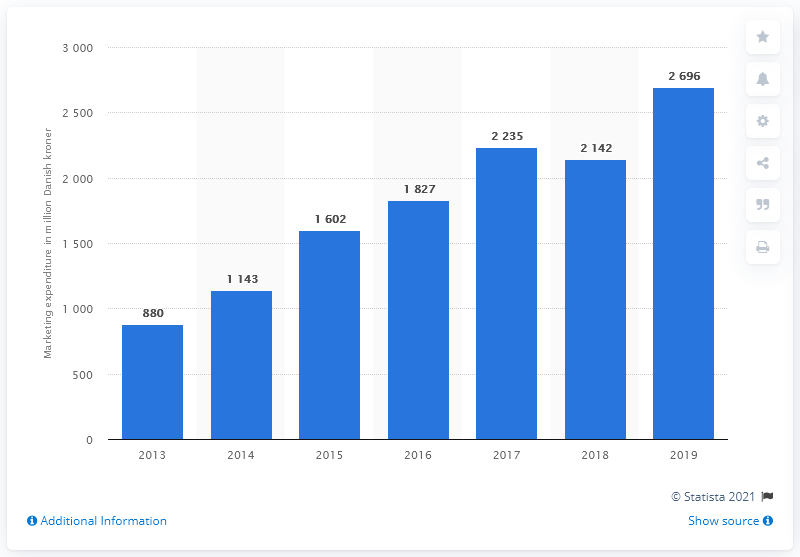 3 000
2 500
2 000
1 500
1 000
500
0
Marketing expenditure in million Danish kroner
880
1 143
1 602
1 827
2 235
2 142
2 696
2013 2014 2015 2016 2017 2018 2019
© Statista 2021
Additional Information
Show source